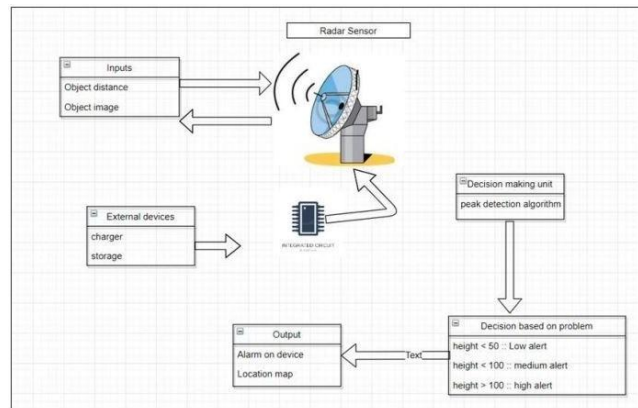 Radar Sensor
Inputs
Object distance
Object image
Decision making unit
peak detection algorithm
External devices
charger
storage
INTEGRATED CIRCUIT
Output
Alarm on device
Location map
Text
Decision based on problem
height < 50 :: Low alert
height < 100 :: medium alert
height > 100 :: high alert